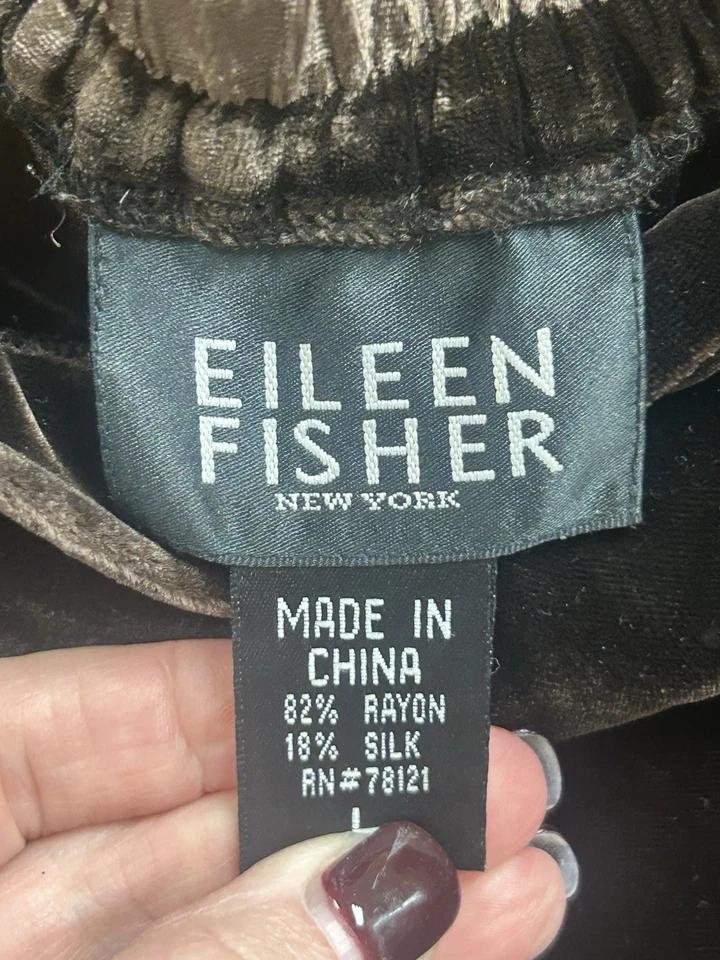 EILEEN
FISHER
NEW YORK
MADE IN
CHINA
82% RAYON
18% SILK
RN#78121